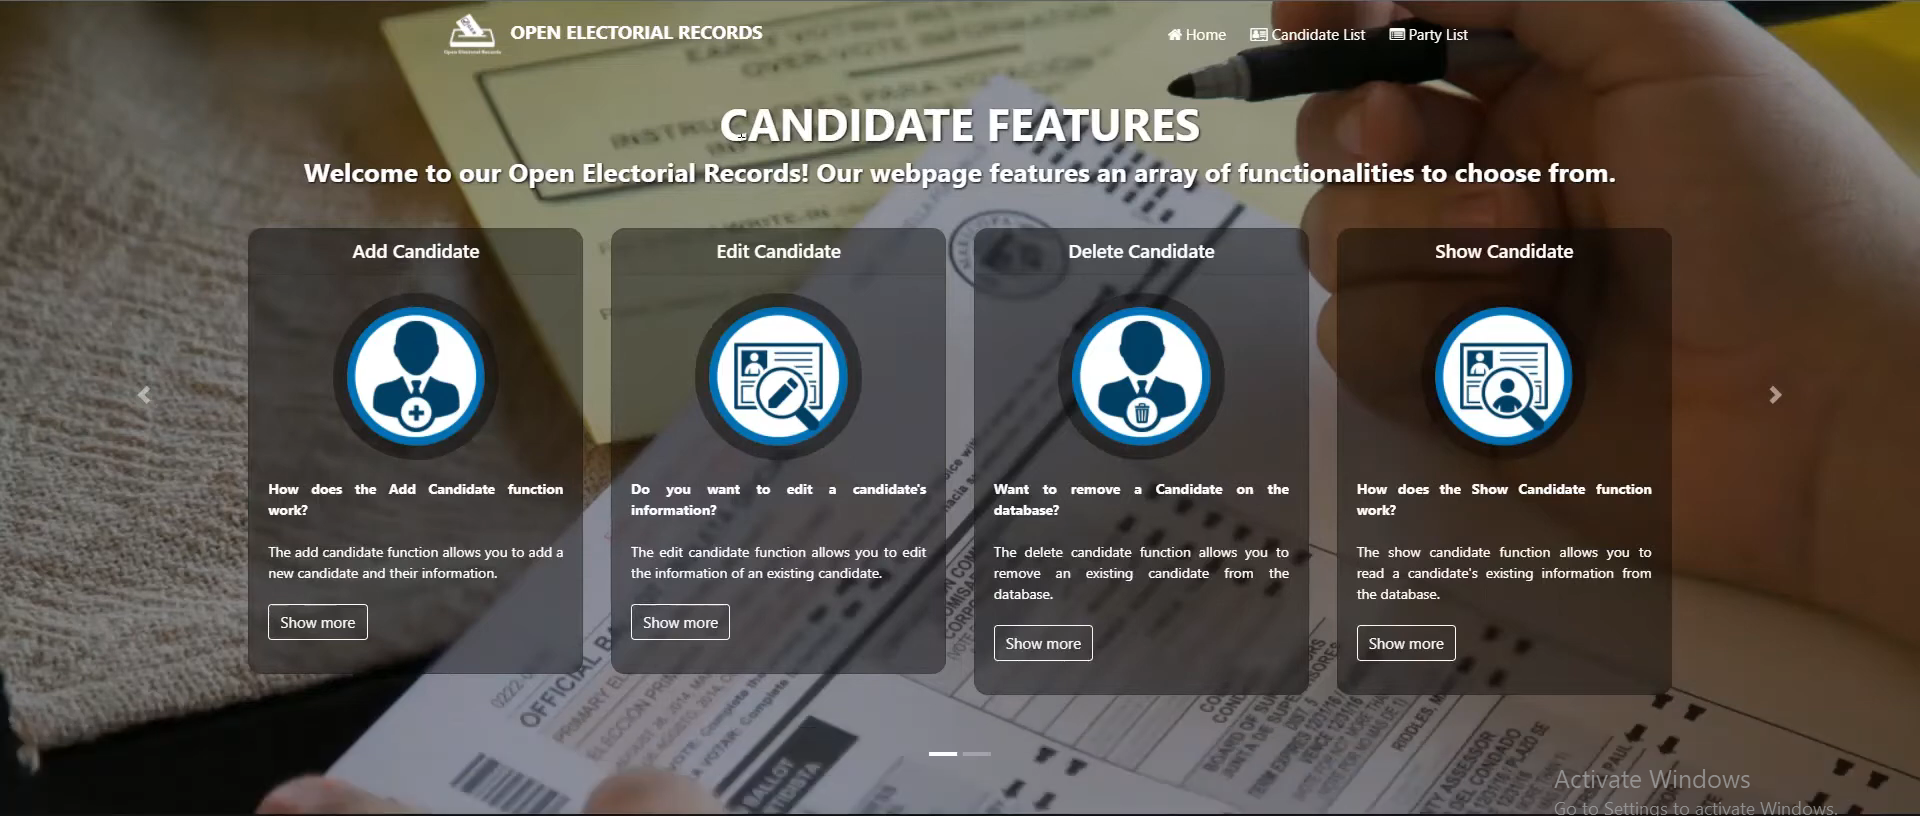 OPEN ELECTORIAL RECORDS
Home
Candidate List
Party List
CANDIDATE FEATURES
Welcome to our Open Electorial Records! Our webpage features an array of functionalities to choose from.
Add Candidate
How does the Add Candidate function
work?
The add candidate function allows you to add a
new candidate and their information.
Show more
Edit Candidate
Do you want to edit a candidate's
information?
The edit candidate function allows you to edit
the information of an existing candidate.
Show more
Delete Candidate
Want to remove a Candidate on the
database?
The delete candidate function allows you to
remove an existing candidate from the
database.
Show more
Show Candidate
How does the Show Candidate function
work?
The show candidate function allows you to
read a candidate's existing information from
the database.
Show more
OFFICIAL
BALLOT
Activate Windows
Go to Settings to activate Windows.